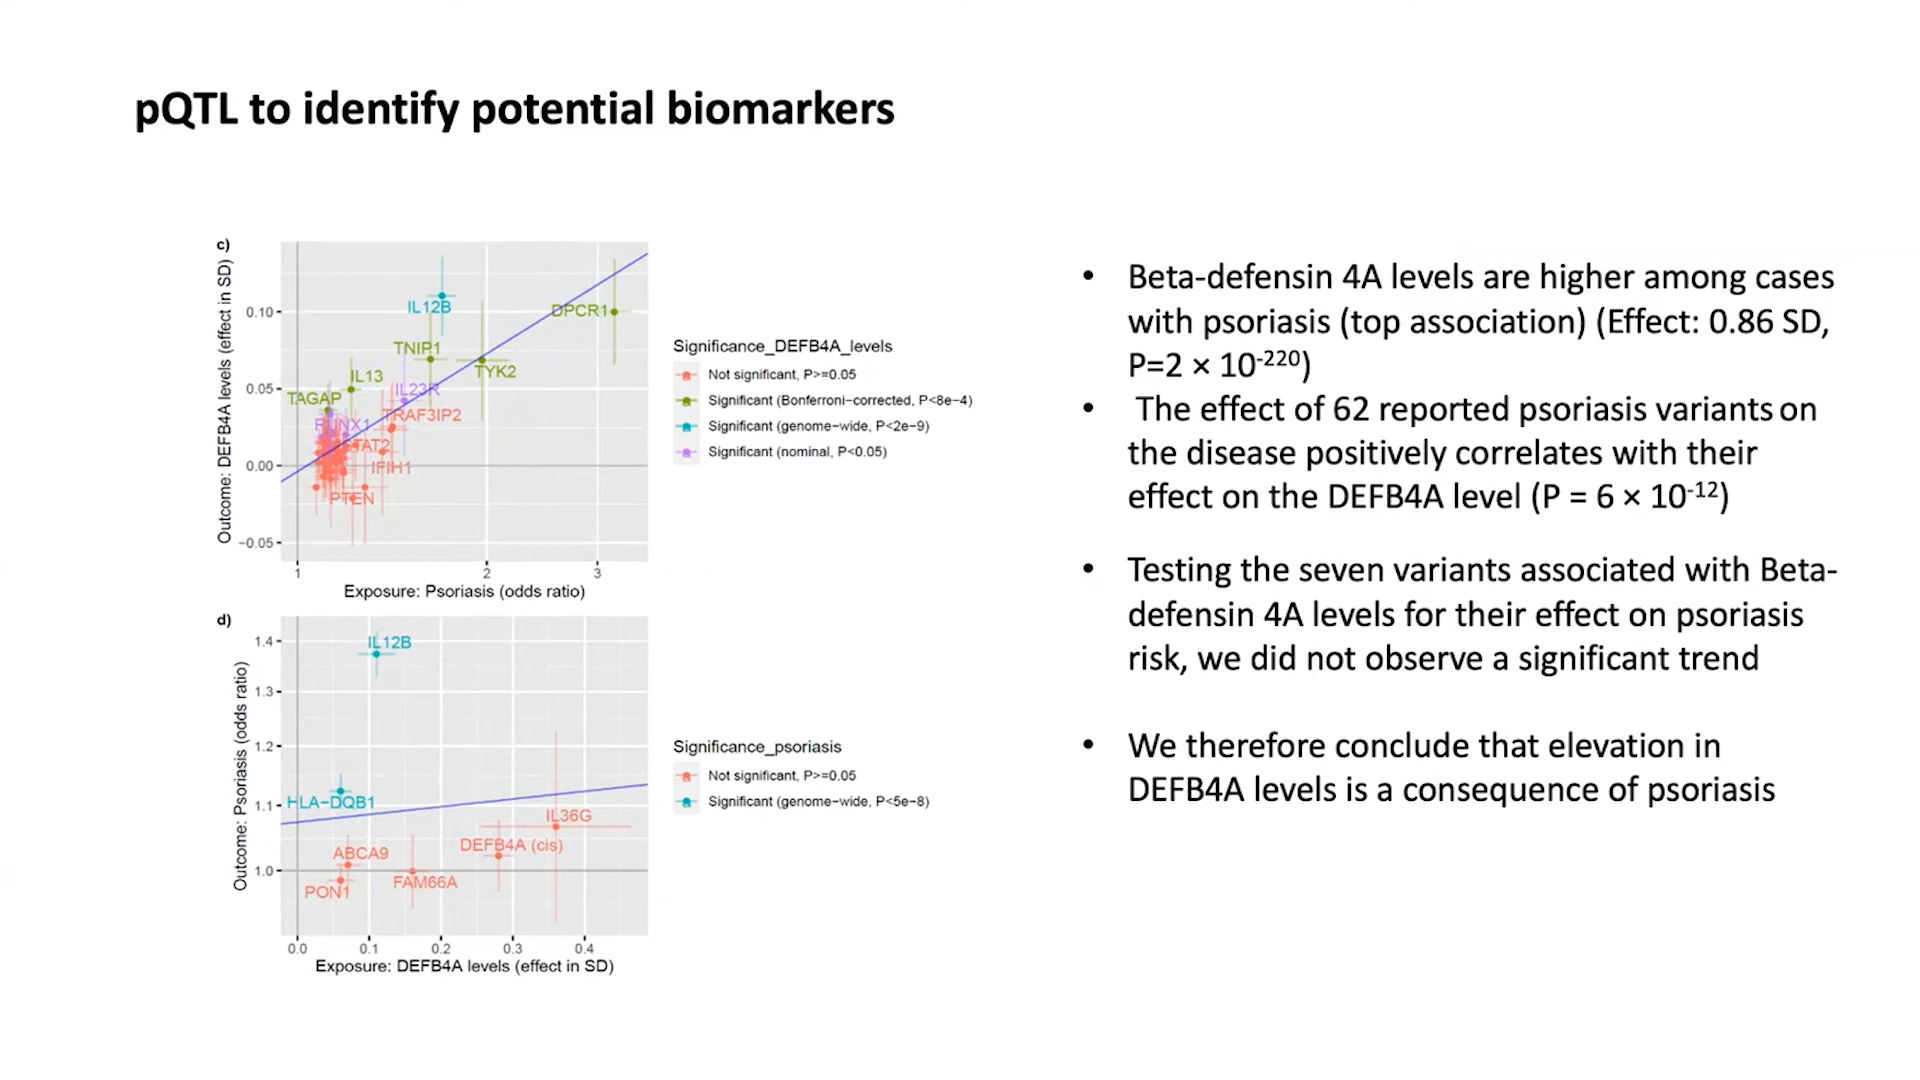 pQTL to identify potential biomarkers
c)
Outcome: DEFB4A levels (effect in SD)
0.10
0.05
0.00
−0.05
IL12B
DPCR1
TNIP1
TYK2
IL13
IL23R
TAGAP
TRAF3IP2
RUNX1
IFIH1
PTEN
1
2
3
Exposure: Psoriasis (odds ratio)
Significance_DEFB4A_levels
Not significant, P>=0.05
Significant (Bonferroni−corrected, P<8e−4)
Significant (genome−wide, P<2e−9)
Significant (nominal, P<0.05)
d)
Outcome: Psoriasis (odds ratio)
1.4
1.3
1.2
1.1
1.0
IL12B
HLA−DQB1
IL36G
DEFB4A (cis)
ABCA9
FAM66A
PON1
0.0
0.1
0.2
0.3
0.4
Exposure: DEFB4A levels (effect in SD)
Significance_psoriasis
Not significant, P>=0.05
Significant (genome−wide, P<5e−8)
• Beta-defensin 4A levels are higher among cases
with psoriasis (top association) (Effect: 0.86 SD,
P=2 × 10-220)
• The effect of 62 reported psoriasis variants on
the disease positively correlates with their
effect on the DEFB4A level (P = 6 × 10-12)
• Testing the seven variants associated with Beta-
defensin 4A levels for their effect on psoriasis
risk, we did not observe a significant trend
• We therefore conclude that elevation in
DEFB4A levels is a consequence of psoriasis